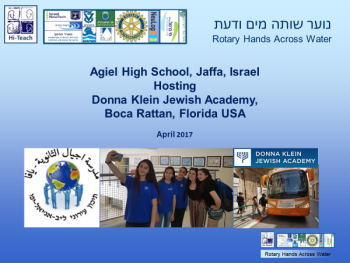 Hi-Teach
נוער שותה מים ודעת
Rotary Hands Across Water
Agiel High School, Jaffa, Israel
Hosting
Donna Klein Jewish Academy,
Boca Rattan, Florida USA
April 2017
مدرسة اجيال الثانوية - يافا
DONNA KLEIN
JEWISH ACADEMY
Rotary Hands Across Water